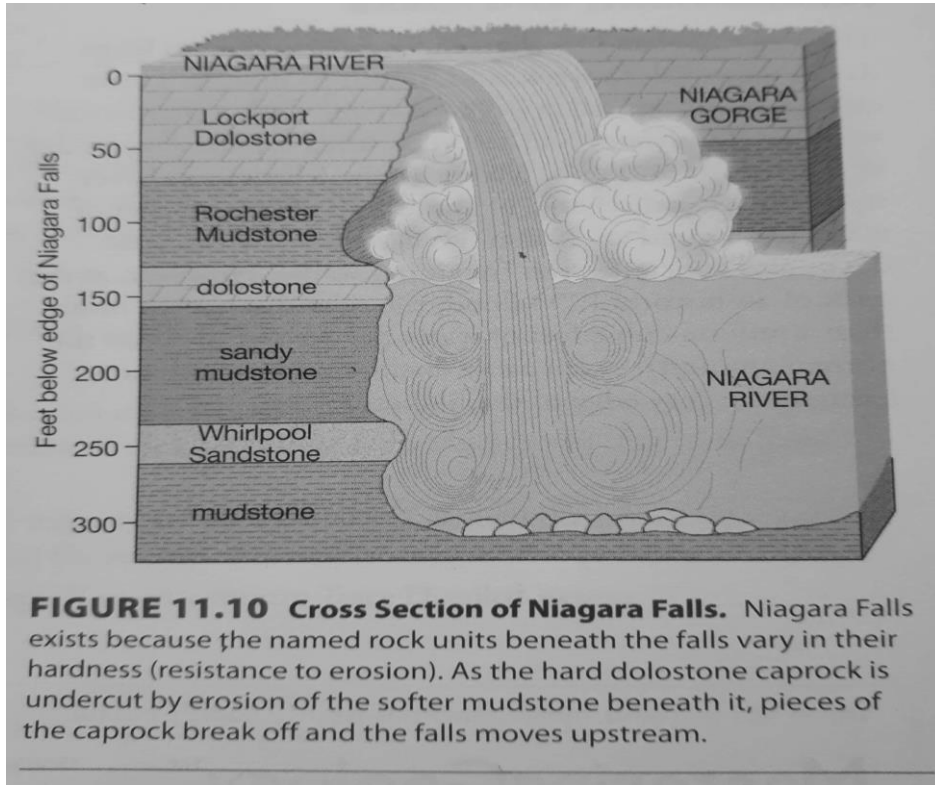 NIAGARA RIVER
0
NIAGARA
GORGE
Lockport
Dolostone
50
Rochester
Mudstone
100
dolostone
150
sandy
mudstone
200
NIAGARA
RIVER
Whirlpool
Sandstone
250
mudstone
300
Feet below edge of Niagara Falls
FIGURE 11.10 Cross Section of Niagara Falls. Niagara Falls
exists because the named rock units beneath the falls vary in their
hardness (resistance to erosion). As the hard dolostone caprock is
undercut by erosion of the softer mudstone beneath it, pieces of
the caprock break off and the falls moves upstream.